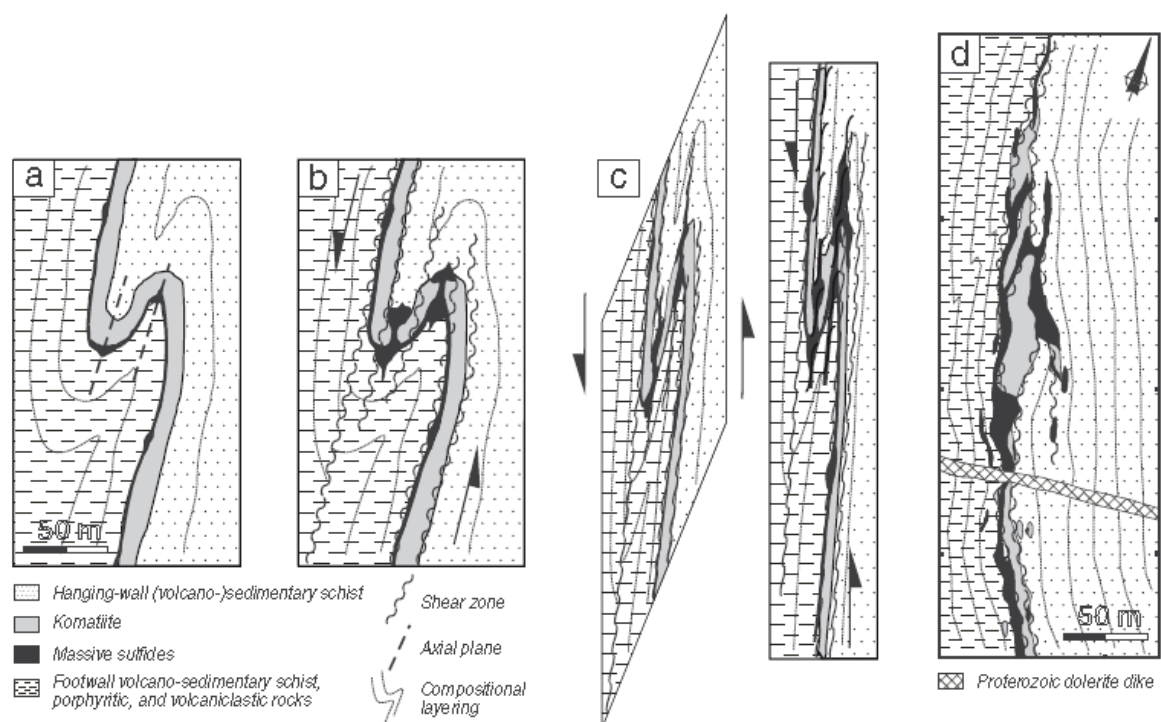 a
b
c
d
50 m
50 m
Hanging-wall (volcano-)sedimentary schist
Komatiite
Massive sulfides
Footwall volcano-sedimentary schist,
porphyritic, and volcaniclastic rocks
Shear zone
Axial plane
Compositional
layering
Proterozoic dolerite dike